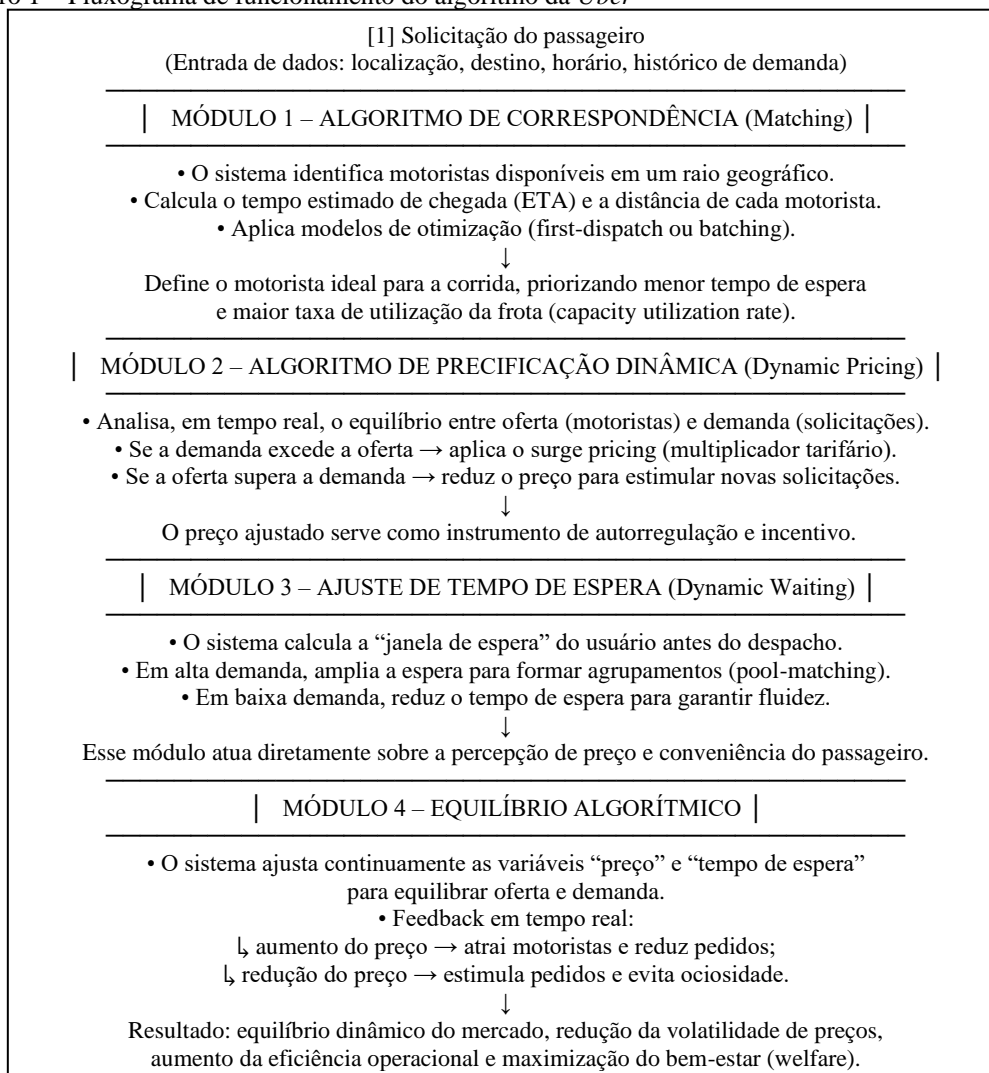 Fluxograma de funcionamento do algoritmo da Uber
[1] Solicitação do passageiro
(Entrada de dados: localização, destino, horário, histórico de demanda)
| MÓDULO 1 – ALGORITMO DE CORRESPONDÊNCIA (Matching) |
• O sistema identifica motoristas disponíveis em um raio geográfico.
• Calcula o tempo estimado de chegada (ETA) e a distância de cada motorista.
• Aplica modelos de otimização (first-dispatch ou batching).
↓
Define o motorista ideal para a corrida, priorizando menor tempo de espera
e maior taxa de utilização da frota (capacity utilization rate).
| MÓDULO 2 – ALGORITMO DE PRECIFICAÇÃO DINÂMICA (Dynamic Pricing) |
• Analisa, em tempo real, o equilíbrio entre oferta (motoristas) e demanda (solicitações).
• Se a demanda excede a oferta → aplica o surge pricing (multiplicador tarifário).
• Se a oferta supera a demanda → reduz o preço para estimular novas solicitações.
↓
O preço ajustado serve como instrumento de autorregulação e incentivo.
| MÓDULO 3 – AJUSTE DE TEMPO DE ESPERA (Dynamic Waiting) |
• O sistema calcula a “janela de espera” do usuário antes do despacho.
• Em alta demanda, amplia a espera para formar agrupamentos (pool-matching).
• Em baixa demanda, reduz o tempo de espera para garantir fluidez.
↓
Esse módulo atua diretamente sobre a percepção de preço e conveniência do passageiro.
| MÓDULO 4 – EQUILÍBRIO ALGORÍTMICO |
• O sistema ajusta continuamente as variáveis “preço” e “tempo de espera”
para equilibrar oferta e demanda.
• Feedback em tempo real:
↳ aumento do preço → atrai motoristas e reduz pedidos;
↳ redução do preço → estimula pedidos e evita ociosidade.
↓
Resultado: equilíbrio dinâmico do mercado, redução da volatilidade de preços,
aumento da eficiência operacional e maximização do bem-estar (welfare).